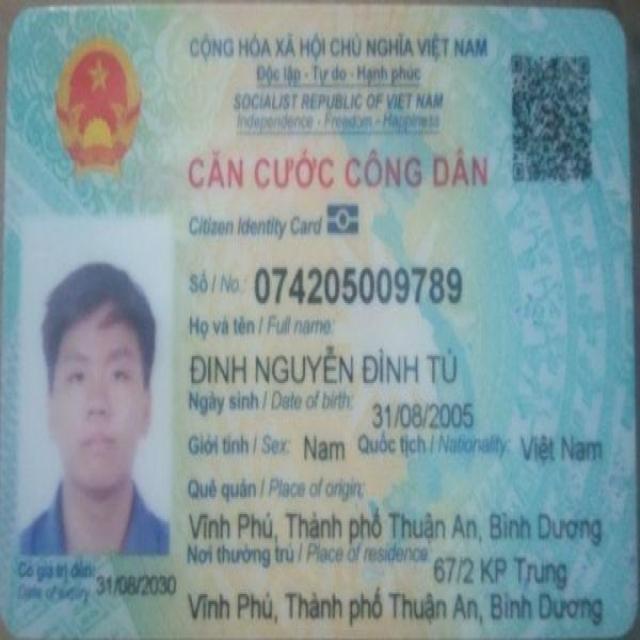 CỘNG HÒA XÃ HỘI CHỦ NGHĨA VIỆT NAM
Độc lập - Tự do - Hạnh phúc
SOCIALIST REPUBLIC OF VIET NAM
Independence - Freedom - Happiness
CĂN CƯỚC CÔNG DÂN
Citizen Identity Card
Số / No.: 074205009789
Họ và tên / Full name:
ĐINH NGUYỄN ĐÌNH TÚ
Ngày sinh / Date of birth: 31/08/2005
Giới tính / Sex: Nam Quốc tịch / Nationality: Việt Nam
Quê quán / Place of origin:
Vĩnh Phú, Thành phố Thuận An, Bình Dương
Nơi thường trú / Place of residence: 67/2 KP Trung
Vĩnh Phú, Thành phố Thuận An, Bình Dương
Có giá trị đến: 31/08/2030
Date of expiry